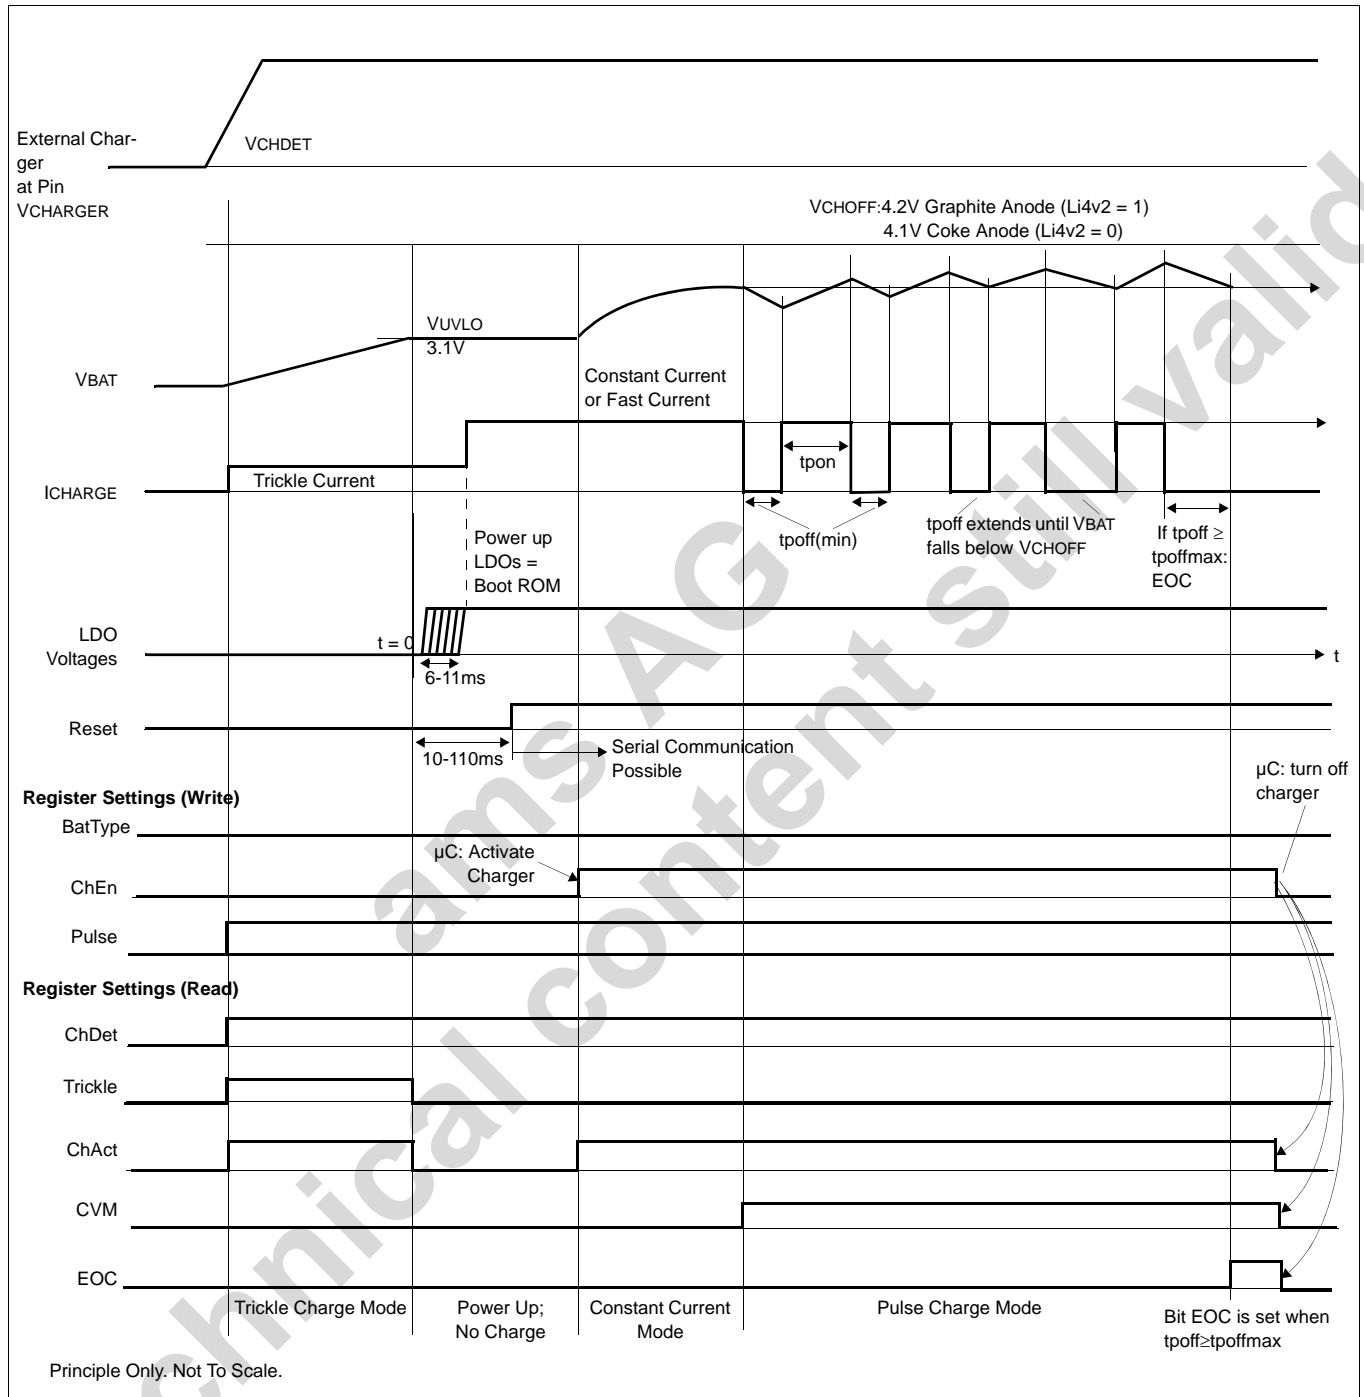 External Char-
ger
at Pin
VCHARGER
VCHDET
VCHOFF:4.2V Graphite Anode (Li4v2 = 1)
4.1V Coke Anode (Li4v2 = 0)
VUVLO
3.1V
VBAT
Constant Current
or Fast Current
ICHARGE
Trickle Current
tpon
tpoff(min)
tpoff extends until VBAT
falls below VCHOFF
If tpoff ≥
tpoffmax:
EOC
Power up
LDOs =
Boot ROM
LDO
Voltages
t = 0
6-11ms
t
Reset
10-110ms
Serial Communication
Possible
µC: turn off
charger
Register Settings (Write)
BatType
µC: Activate
Charger
ChEn
Pulse
Register Settings (Read)
ChDet
Trickle
ChAct
CVM
EOC
Trickle Charge Mode
Power Up;
No Charge
Constant Current
Mode
Pulse Charge Mode
Bit EOC is set when
tpoff≥tpoffmax
Principle Only. Not To Scale.
ams AG
chnical content still valid